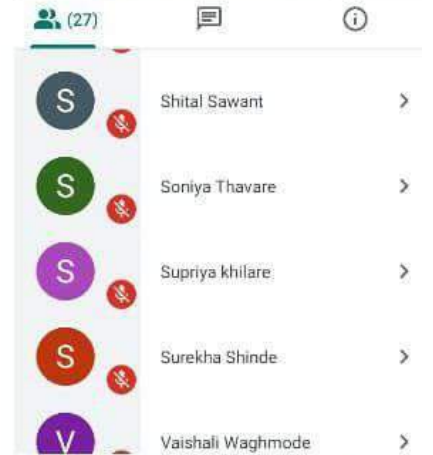 (27)
S Shital Sawant
S Soniya Thavare
S Supriya khilare
S Surekha Shinde
V Vaishali Waghmode